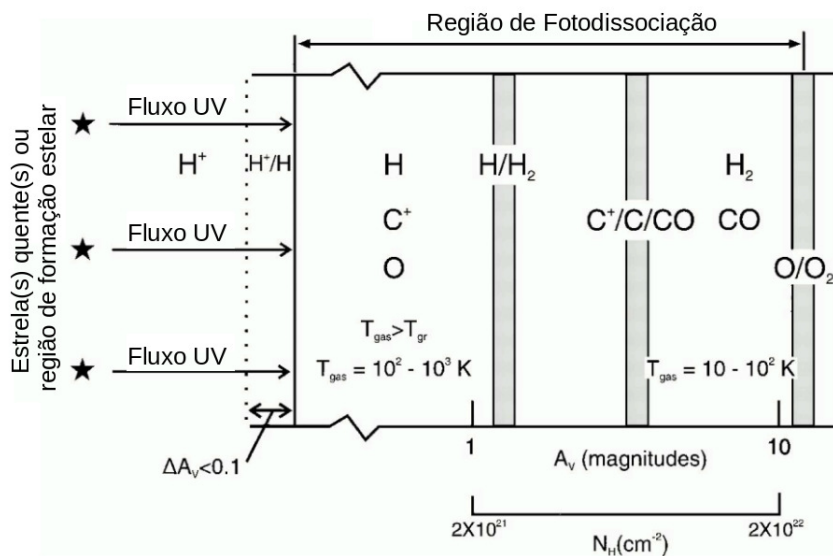 Região de Fotodissociação
Estrela(s) quente(s) ou
região de formação estelar
Fluxo UV
H⁺ H⁺/H H H/H₂ H₂
C⁺ C⁺/C/CO CO
Fluxo UV
O O/O₂
T_gas>T_gr
Fluxo UV
T_gas = 10² - 10³ K T_gas = 10 - 10² K
1 10
ΔA_V<0.1 A_V (magnitudes)
2X10²¹ 2X10²²
N_H(cm⁻²)